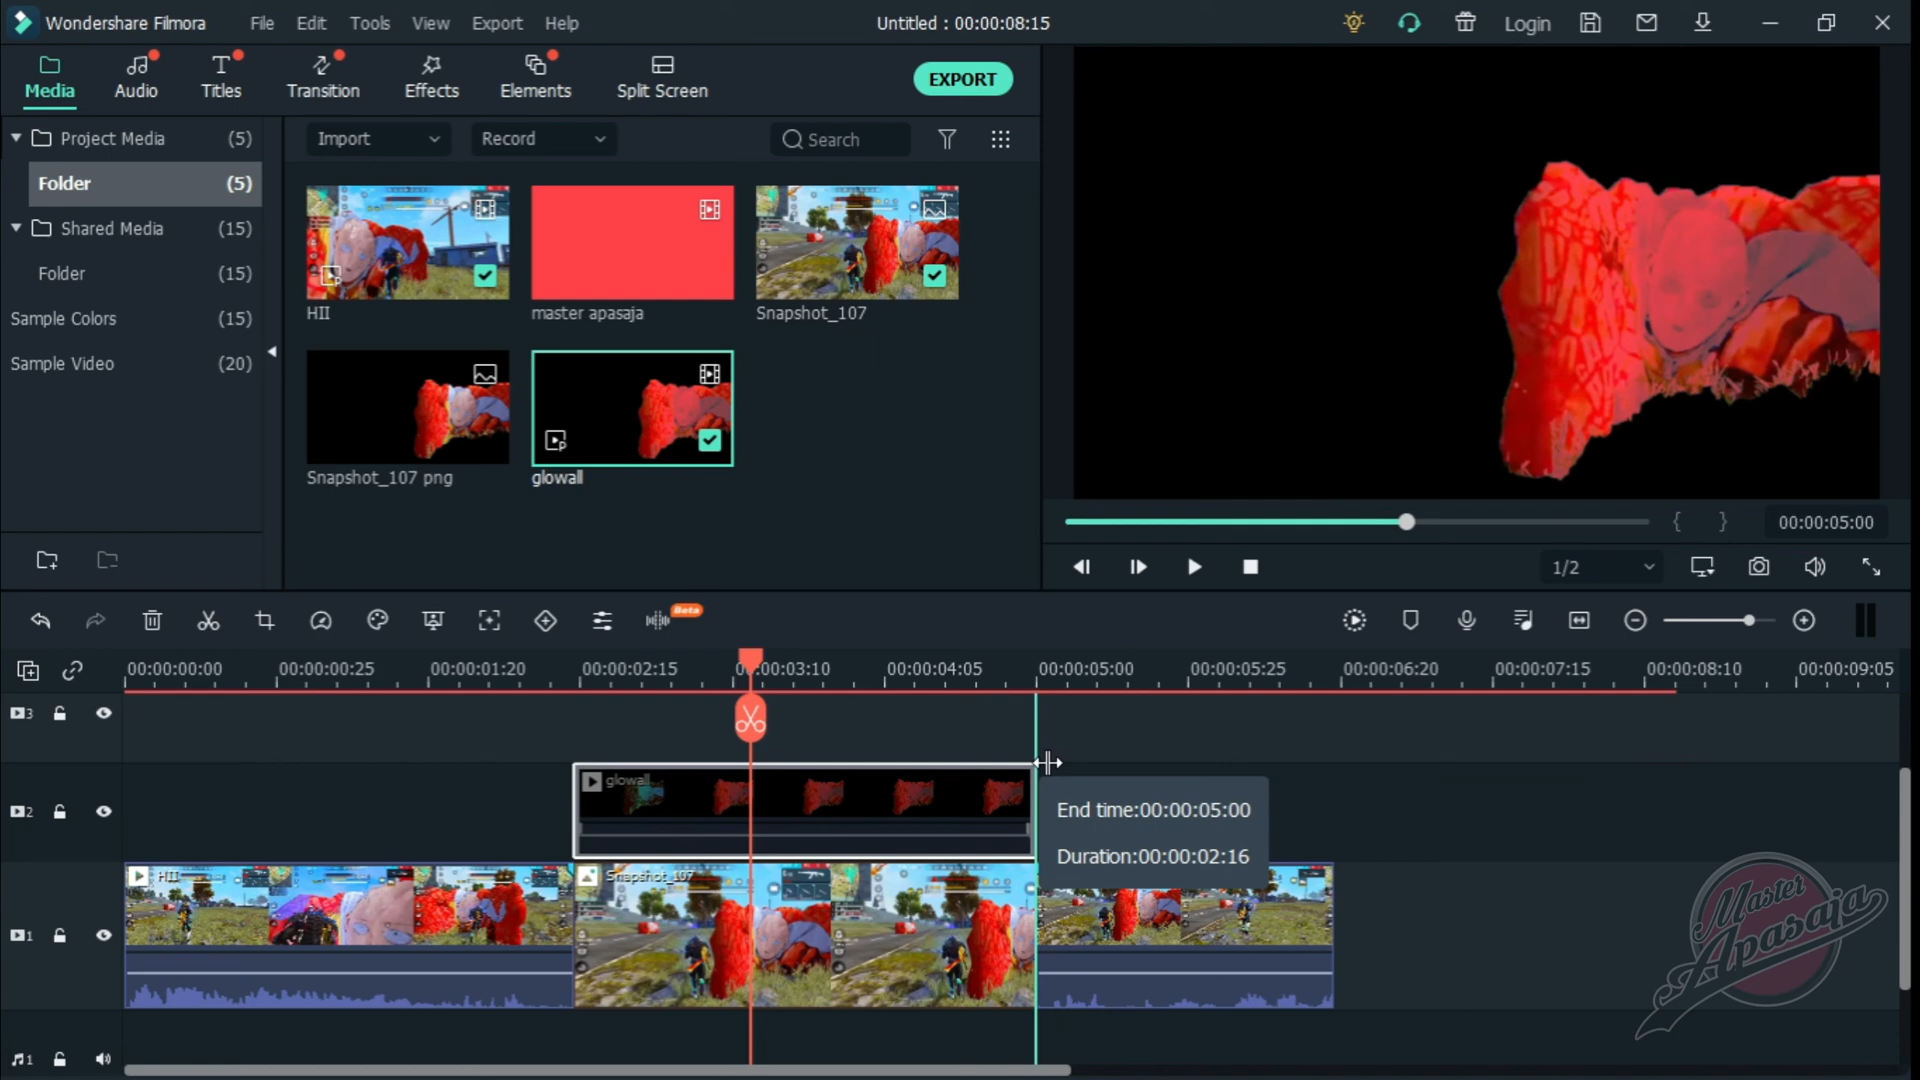 Wondershare Filmora File Edit Tools View Export Help Untitled : 00:00:08:15 Login
Media Audio Titles Transition Effects Elements Split Screen EXPORT
Project Media (5)
Folder (5)
Shared Media (15)
Folder (15)
Sample Colors (15)
Sample Video (20)
Import Record Search
HII master apasaja Snapshot_107
Snapshot_107 png glowall
00:00:05:00
1/2
Beta
00:00:00:00 00:00:00:25 00:00:01:20 00:00:02:15 00:00:03:10 00:00:04:05 00:00:05:00 00:00:05:25 00:00:06:20 00:00:07:15 00:00:08:10 00:00:09:05
3
glowall
2
End time:00:00:05:00
Duration:00:00:02:16
HII Snapshot_107
1
Master
Apasaja
1